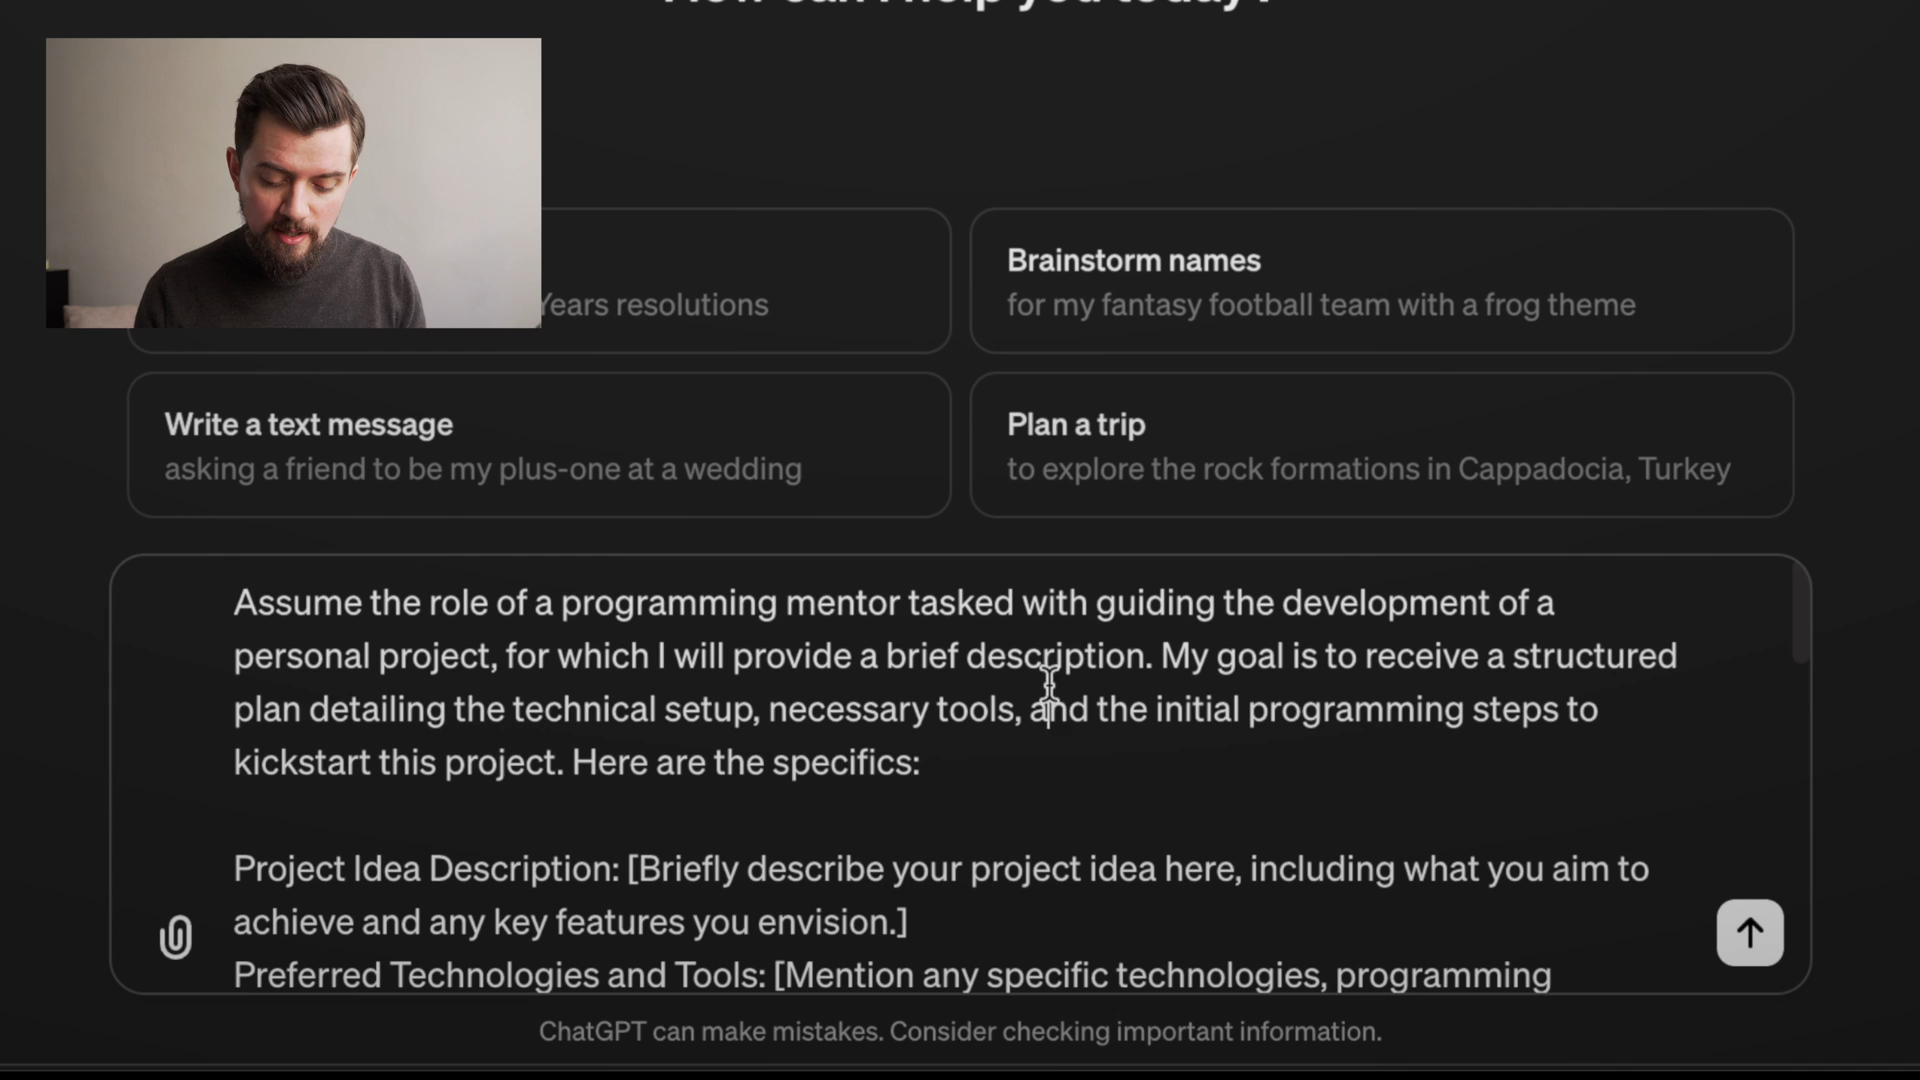 How can I help you today?
Years resolutions
Brainstorm names
for my fantasy football team with a frog theme
Write a text message
asking a friend to be my plus-one at a wedding
Plan a trip
to explore the rock formations in Cappadocia, Turkey
Assume the role of a programming mentor tasked with guiding the development of a
personal project, for which I will provide a brief description. My goal is to receive a structured
plan detailing the technical setup, necessary tools, and the initial programming steps to
kickstart this project. Here are the specifics:
Project Idea Description: [Briefly describe your project idea here, including what you aim to
achieve and any key features you envision.]
Preferred Technologies and Tools: [Mention any specific technologies, programming
ChatGPT can make mistakes. Consider checking important information.